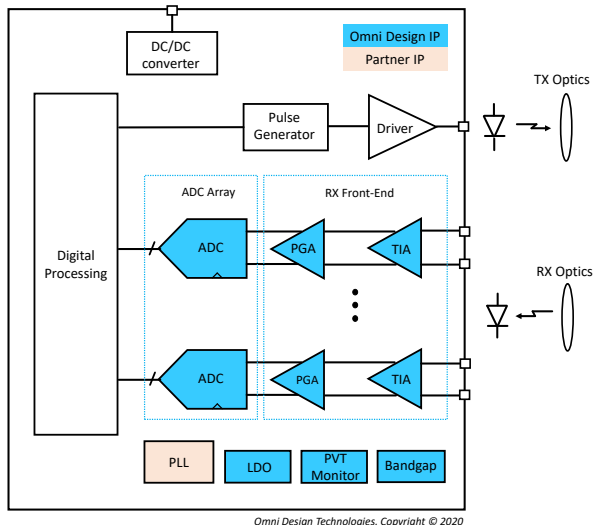 DC/DC
converter
Omni Design IP
Partner IP
TX Optics
Pulse
Generator
Driver
ADC Array
RX Front-End
ADC
PGA
TIA
Digital
Processing
RX Optics
ADC
PGA
TIA
PLL
LDO
PVT
Monitor
Bandgap
Omni Design Technologies, Copyright © 2020